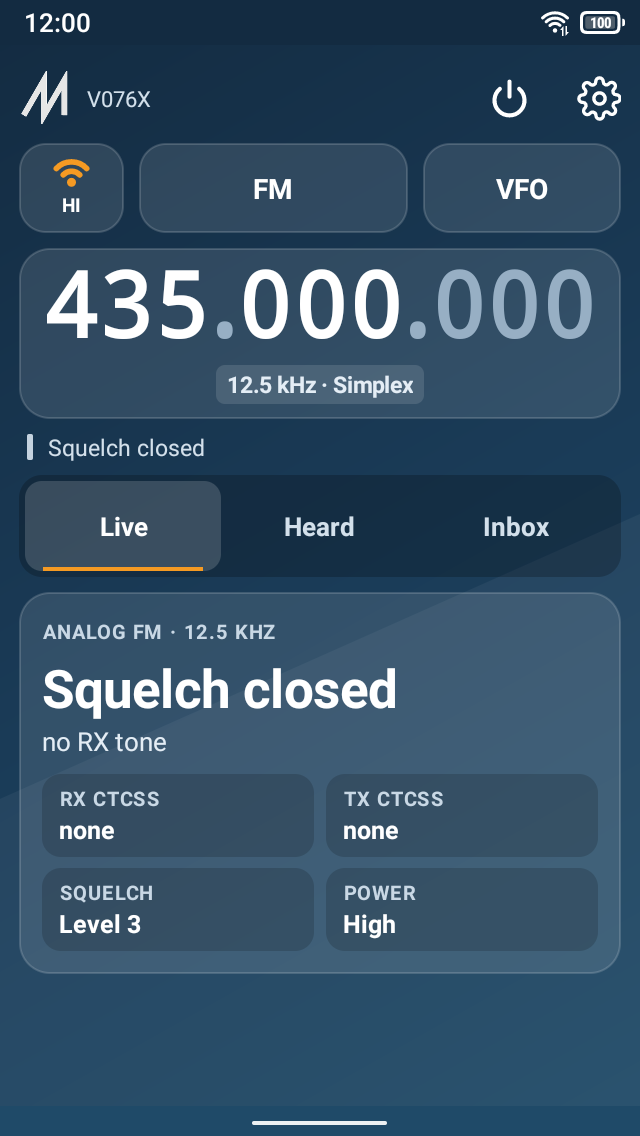 12:00
100
V076X
HI
FM
VFO
435.000.000
12.5 kHz · Simplex
Squelch closed
Live
Heard
Inbox
ANALOG FM · 12.5 KHZ
Squelch closed
no RX tone
RX CTCSS
none
TX CTCSS
none
SQUELCH
Level 3
POWER
High